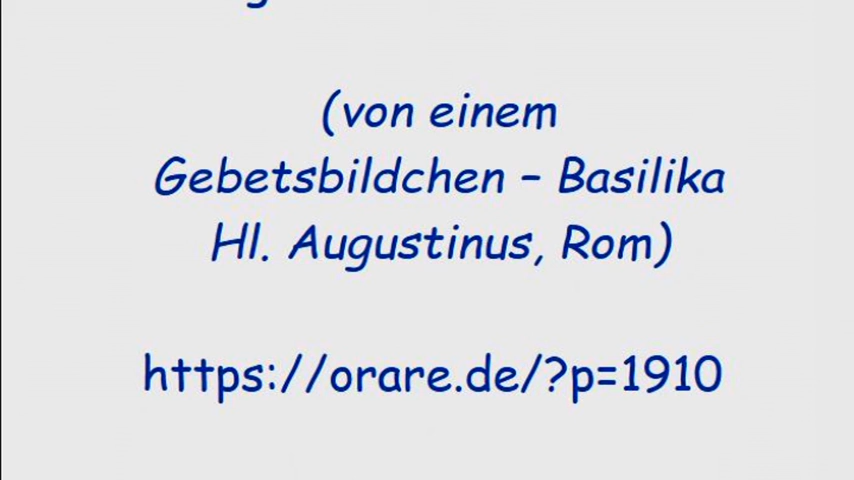 (von einem
Gebetsbildchen – Basilika
Hl. Augustinus, Rom)
https://orare.de/?p=1910